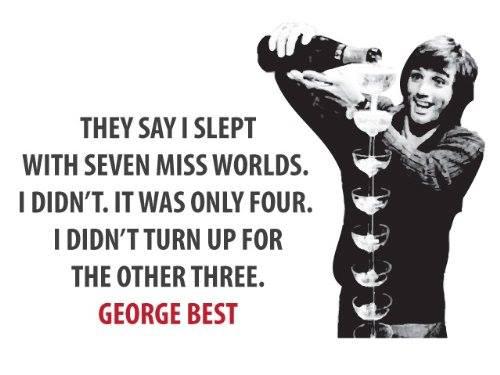 THEY SAY I SLEPT
WITH SEVEN MISS WORLDS.
I DIDN'T. IT WAS ONLY FOUR.
I DIDN'T TURN UP FOR
THE OTHER THREE.
GEORGE BEST